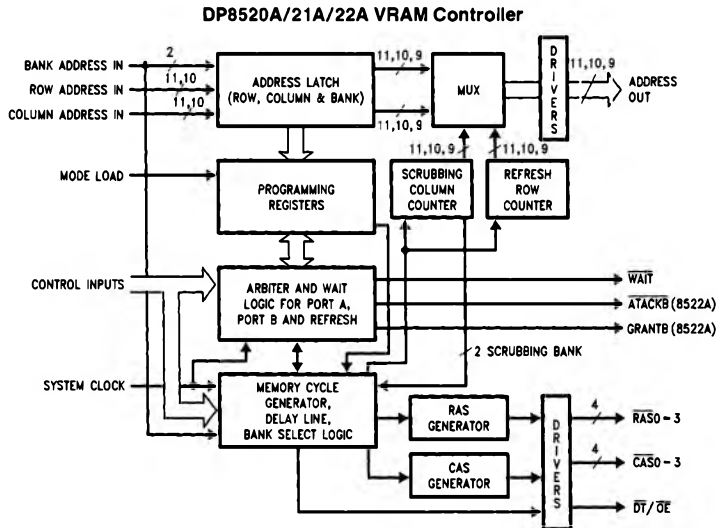 DP8520A/21A/22A VRAM Controller
BANK ADDRESS IN
2
ROW ADDRESS IN
11,10
COLUMN ADDRESS IN
11,10
ADDRESS LATCH
(ROW, COLUMN & BANK)
11,10,9
11,10,9
MUX
DRIVERS
11,10,9
ADDRESS
OUT
11,10,9
11,10,9
MODE LOAD
PROGRAMMING
REGISTERS
SCRUBBING
COLUMN
COUNTER
REFRESH
ROW
COUNTER
CONTROL INPUTS
ARBITER AND WAIT
LOGIC FOR PORT A,
PORT B AND REFRESH
WAIT
ATACKB (8522A)
GRANTB (8522A)
2 SCRUBBING BANK
SYSTEM CLOCK
MEMORY CYCLE
GENERATOR,
DELAY LINE,
BANK SELECT LOGIC
RAS
GENERATOR
CAS
GENERATOR
DRIVERS
4
RAS0-3
4
CAS0-3
DT/OE